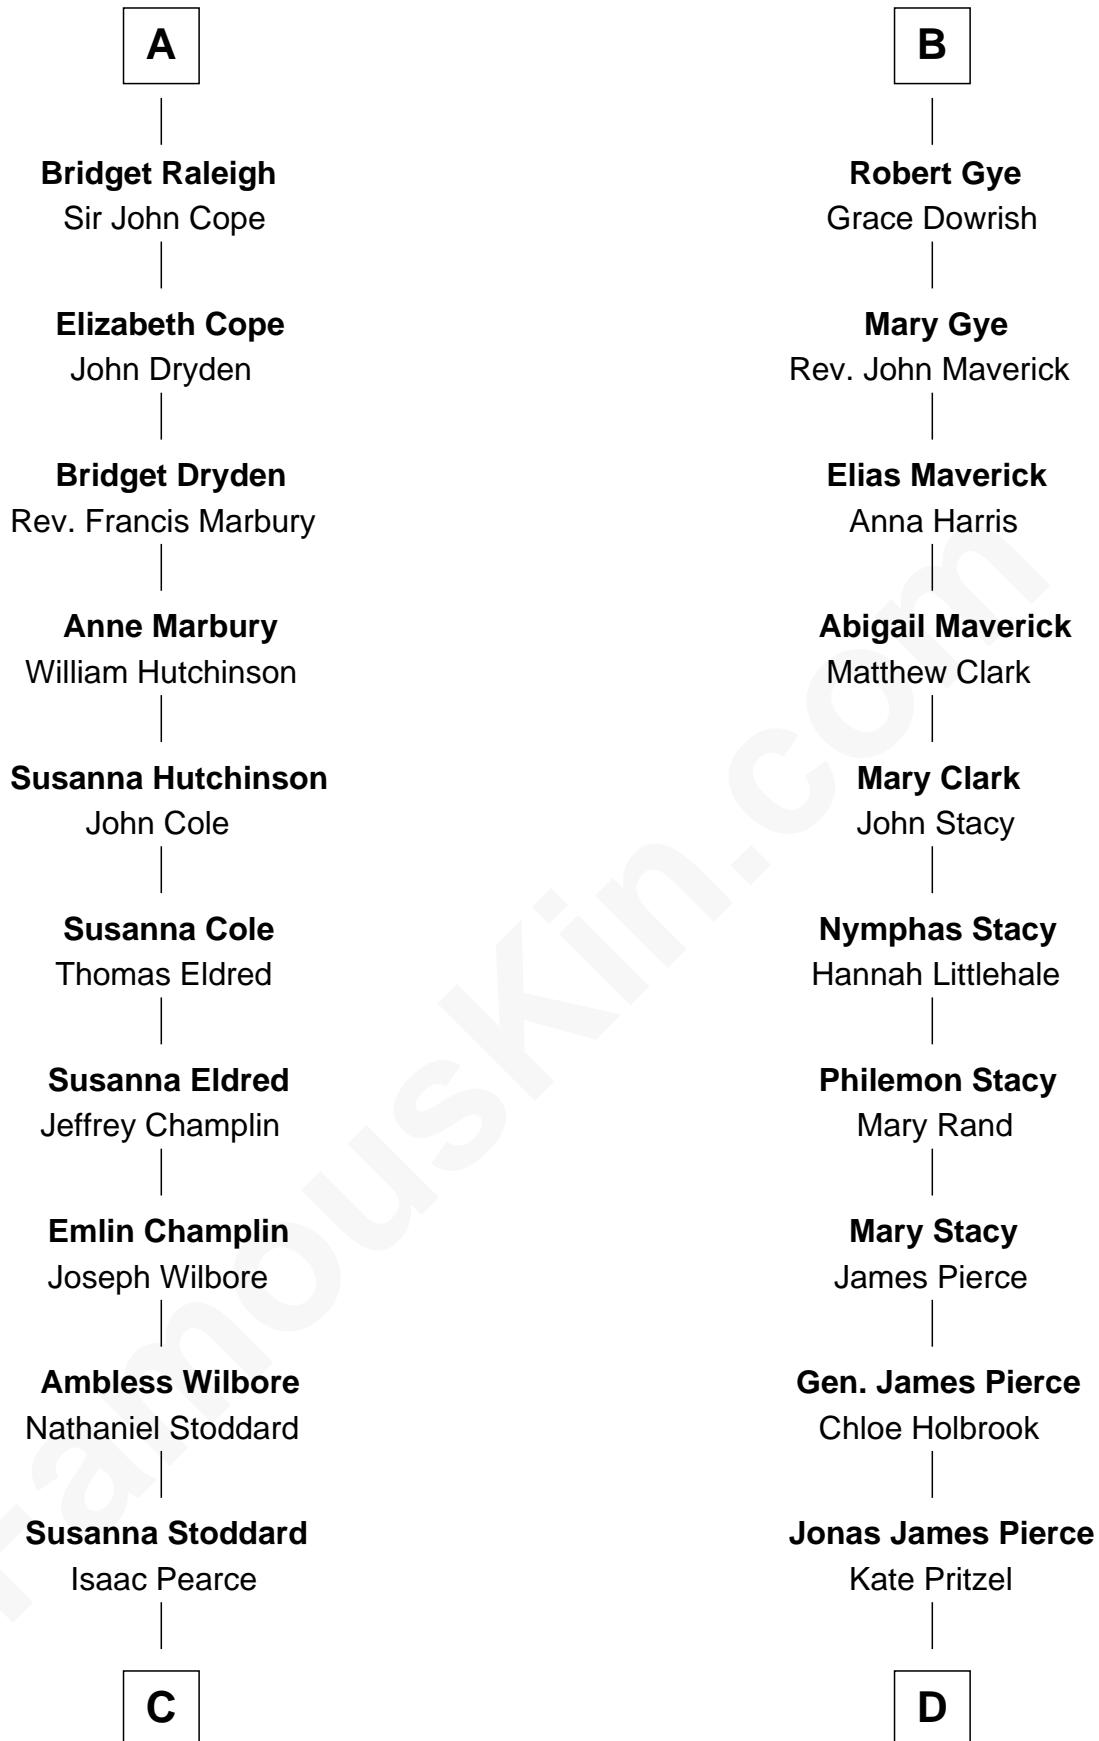 A
Bridget Raleigh
Sir John Cope
Elizabeth Cope
John Dryden
Bridget Dryden
Rev. Francis Marbury
Anne Marbury
William Hutchinson
Susanna Hutchinson
John Cole
Susanna Cole
Thomas Eldred
Susanna Eldred
Jeffrey Champlin
Emlin Champlin
Joseph Wilbore
Ambless Wilbore
Nathaniel Stoddard
Susanna Stoddard
Isaac Pearce
C
B
Robert Gye
Grace Dowrish
Mary Gye
Rev. John Maverick
Elias Maverick
Anna Harris
Abigail Maverick
Matthew Clark
Mary Clark
John Stacy
Nymphas Stacy
Hannah Littlehale
Philemon Stacy
Mary Rand
Mary Stacy
James Pierce
Gen. James Pierce
Chloe Holbrook
Jonas James Pierce
Kate Pritzel
D
FamousKin.com